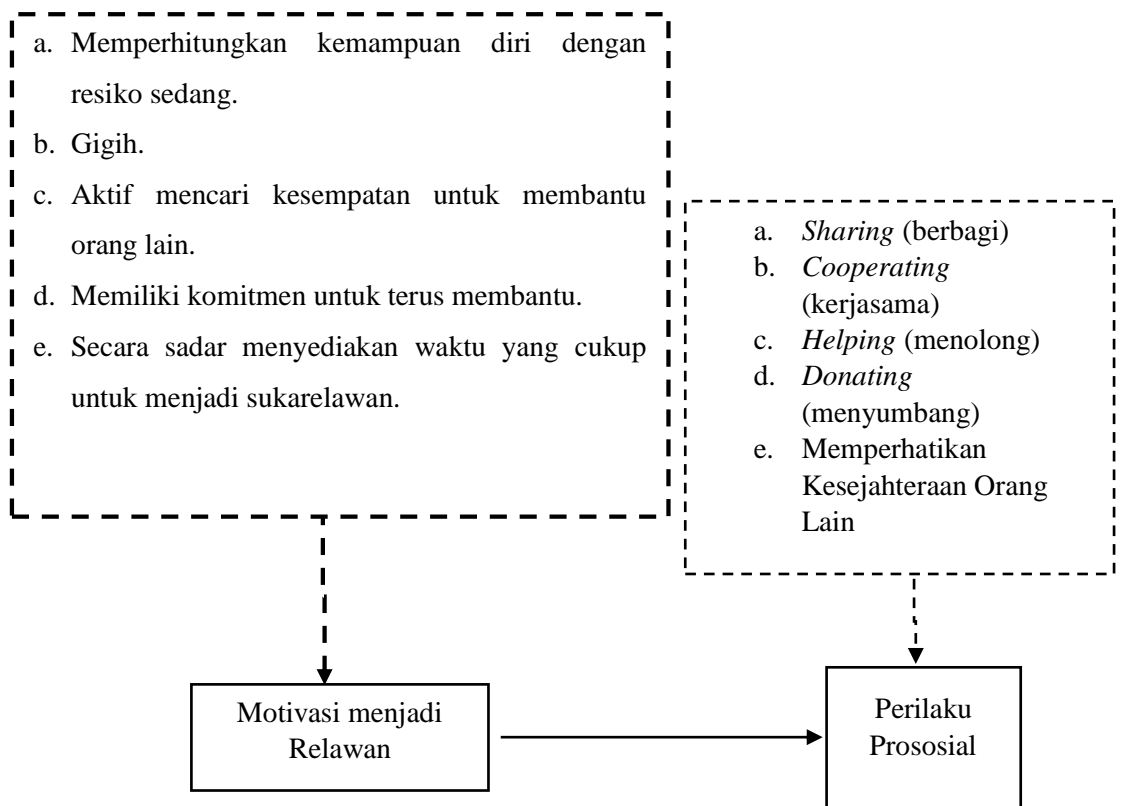 a. Memperhitungkan kemampuan diri dengan
resiko sedang.
b. Gigih.
c. Aktif mencari kesempatan untuk membantu
orang lain.
d. Memiliki komitmen untuk terus membantu.
e. Secara sadar menyediakan waktu yang cukup
untuk menjadi sukarelawan.
a. Sharing (berbagi)
b. Cooperating
(kerjasama)
c. Helping (menolong)
d. Donating
(menyumbang)
e. Memperhatikan
Kesejahteraan Orang
Lain
Motivasi menjadi
Relawan
Perilaku
Prososial